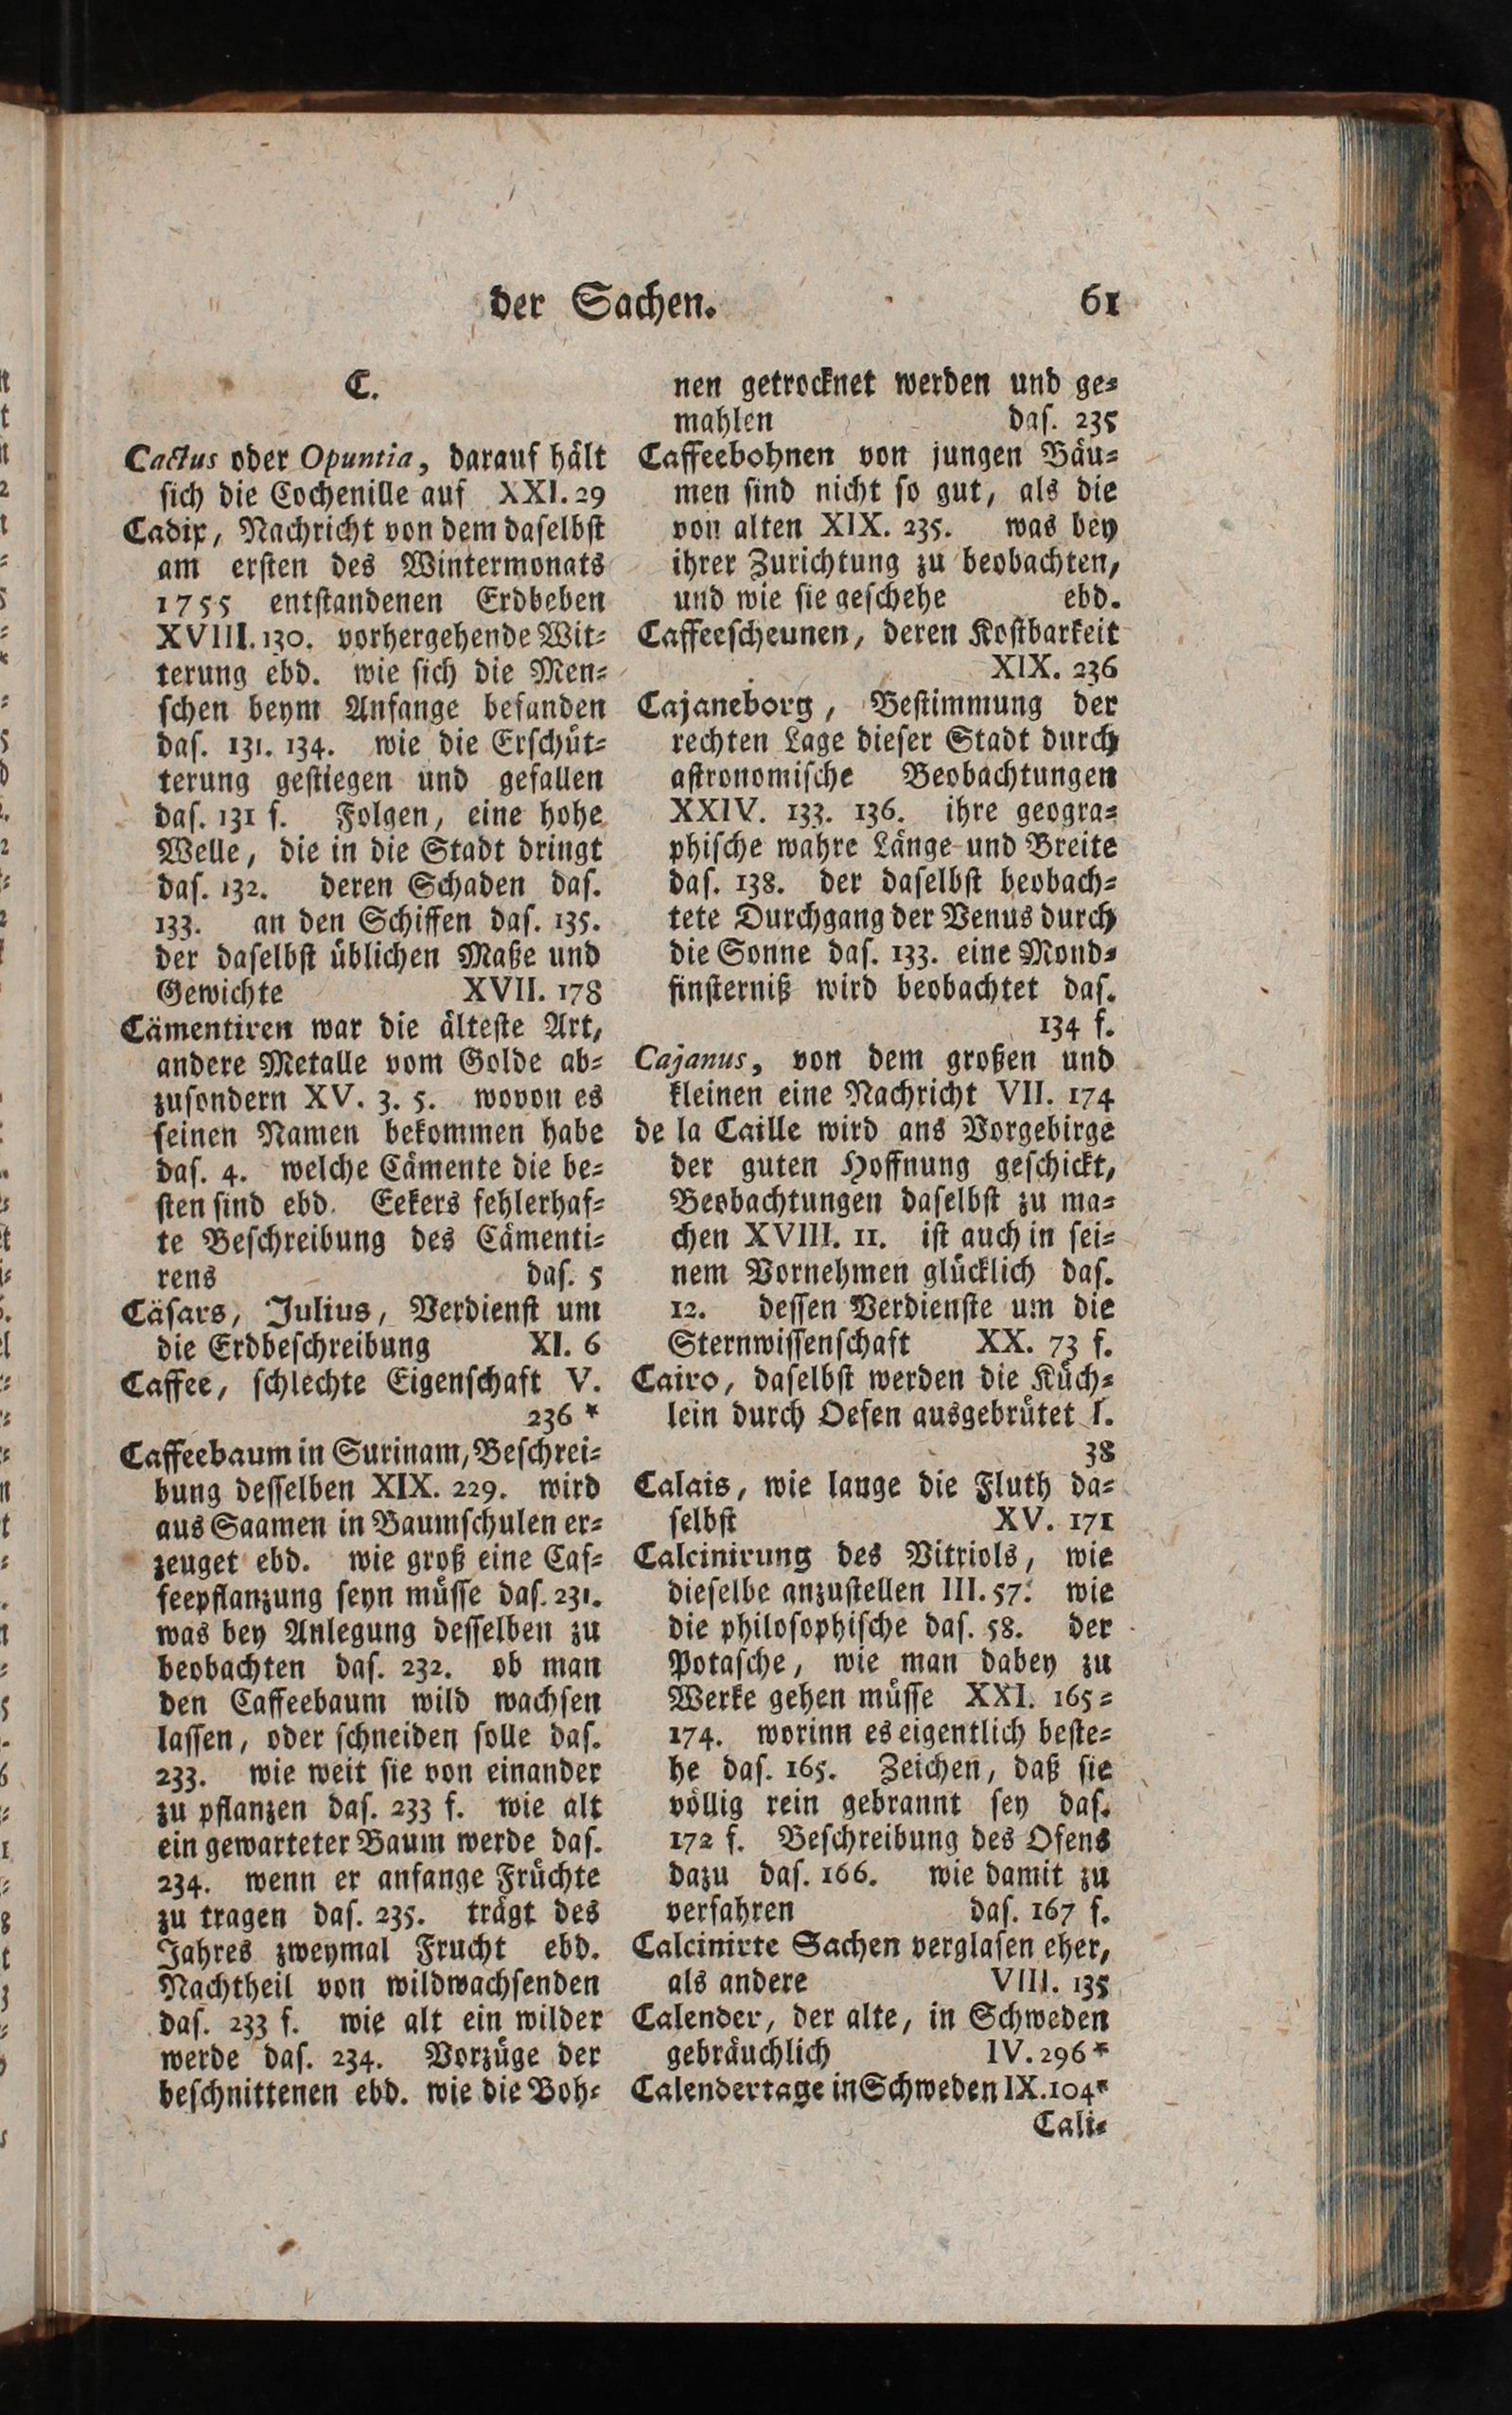 der Sachen. 61
C.
Cactus oder Opuntia, darauf hält
ſich die Cochenille auf XXI. 29
Cadix, Nachricht von dem daſelbſt
am erſten des Wintermonats
1755 entſtandenen Erdbeben
XVIII. 130. vorhergehende Wit⸗
terung ebd. wie ſich die Men⸗
ſchen beym Anfange befanden
daſ. 131. 134. wie die Erſchüt⸗
terung geſtiegen und gefallen
daſ. 131 f. Folgen, eine hohe
Welle, die in die Stadt dringt
daſ. 132. deren Schaden daſ.
133. an den Schiffen daſ. 135.
der daſelbſt üblichen Maße und
Gewichte XVII. 178
Cämentiren war die älteſte Art,
andere Metalle vom Golde ab⸗
zuſondern XV. 3. 5. wovon es
ſeinen Namen bekommen habe
daſ. 4. welche Cämente die be⸗
ſten ſind ebd. Eekers fehlerhaf⸗
te Beſchreibung des Cämenti⸗
rens daſ. 5
Cäſars, Julius, Verdienſt um
die Erdbeſchreibung XI. 6
Caffee, ſchlechte Eigenſchaft V.
236 *
Caffeebaum in Surinam, Beſchrei⸗
bung deſſelben XIX. 229. wird
aus Saamen in Baumſchulen er⸗
zeuget ebd. wie groß eine Caf⸗
feepflanzung ſeyn müſſe daſ. 231.
was bey Anlegung deſſelben zu
beobachten daſ. 232. ob man
den Caffeebaum wild wachſen
laſſen, oder ſchneiden ſolle daſ.
233. wie weit ſie von einander
zu pflanzen daſ. 233 f. wie alt
ein gewarteter Baum werde daſ.
234. wenn er anfange Früchte
zu tragen daſ. 235. trägt des
Jahres zweymal Frucht ebd.
Nachtheil von wildwachſenden
daſ. 233 f. wie alt ein wilder
werde daſ. 234. Vorzüge der
beſchnittenen ebd. wie die Boh⸗
nen getrocknet werden und ge⸗
mahlen daſ. 235
Caffeebohnen von jungen Bäu⸗
men ſind nicht ſo gut, als die
von alten XIX. 235. was bey
ihrer Zurichtung zu beobachten,
und wie ſie geſchehe ebd.
Caffeeſcheunen, deren Koſtbarkeit
XIX. 236
Cajaneborg, Beſtimmung der
rechten Lage dieſer Stadt durch
aſtronomiſche Beobachtungen
XXIV. 133. 136. ihre geogra⸗
phiſche wahre Länge und Breite
daſ. 138. der daſelbſt beobach⸗
tete Durchgang der Venus durch
die Sonne daſ. 133. eine Mond⸗
finſterniß wird beobachtet daſ.
134 f.
Cajanus, von dem großen und
kleinen eine Nachricht VII. 174
de la Caille wird ans Vorgebirge
der guten Hoffnung geſchickt,
Beobachtungen daſelbſt zu ma⸗
chen XVIII. 11. iſt auch in ſei⸗
nem Vornehmen glücklich daſ.
12. deſſen Verdienſte um die
Sternwiſſenſchaft XX. 73 f.
Cairo, daſelbſt werden die Küch⸗
lein durch Oefen ausgebrütet I.
38
Calais, wie lange die Fluth da⸗
ſelbſt XV. 171
Calcinirung des Vitriols, wie
dieſelbe anzuſtellen III. 57. wie
die philoſophiſche daſ. 58. der
Potaſche, wie man dabey zu
Werke gehen müſſe XXI. 165⸗
174. worinn es eigentlich beſte⸗
he daſ. 165. Zeichen, daß ſie
völlig rein gebrannt ſey daſ.
172 f. Beſchreibung des Ofens
dazu daſ. 166. wie damit zu
verfahren daſ. 167 f.
Calcinirte Sachen verglaſen eher,
als andere VIII. 135
Calender, der alte, in Schweden
gebräuchlich IV. 296*
Calendertage in Schweden IX. 104*
Cali⸗